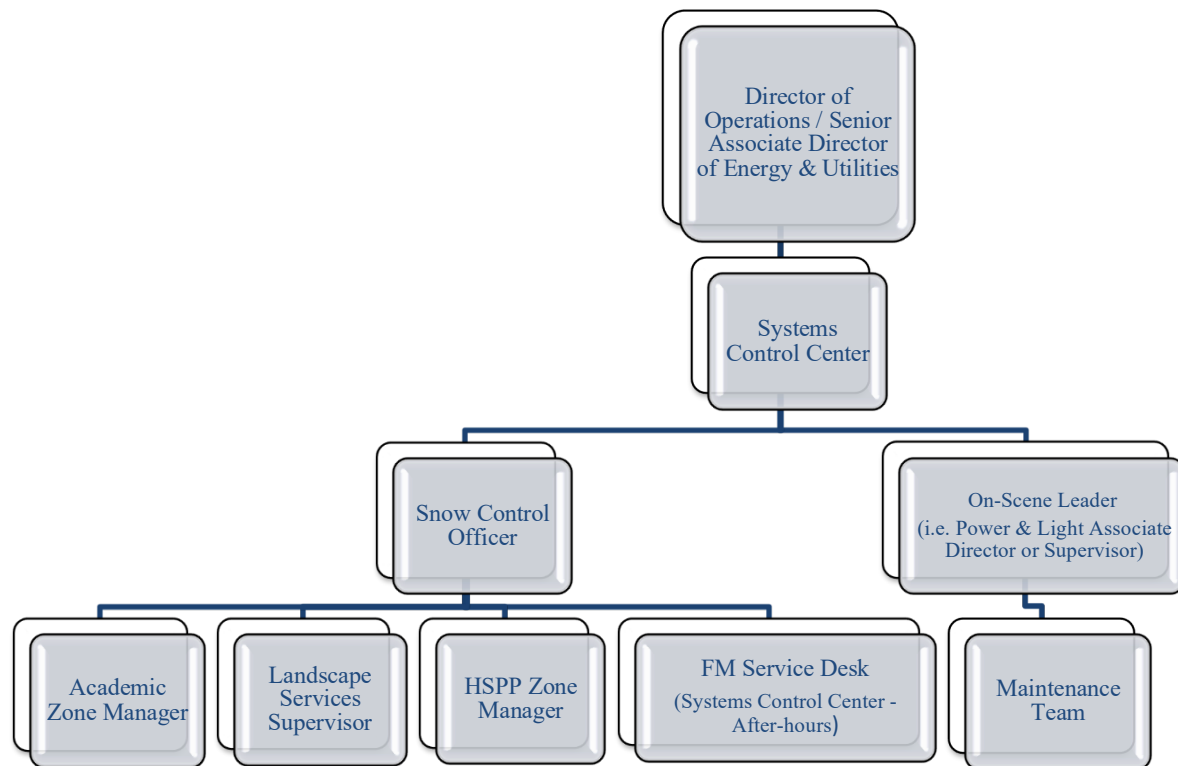 Director of
Operations / Senior
Associate Director
of Energy & Utilities
Systems
Control Center
Snow Control
Officer
On-Scene Leader
(i.e. Power & Light Associate
Director or Supervisor)
Academic
Zone Manager
Landscape
Services
Supervisor
HSPP Zone
Manager
FM Service Desk
(Systems Control Center -
After-hours)
Maintenance
Team